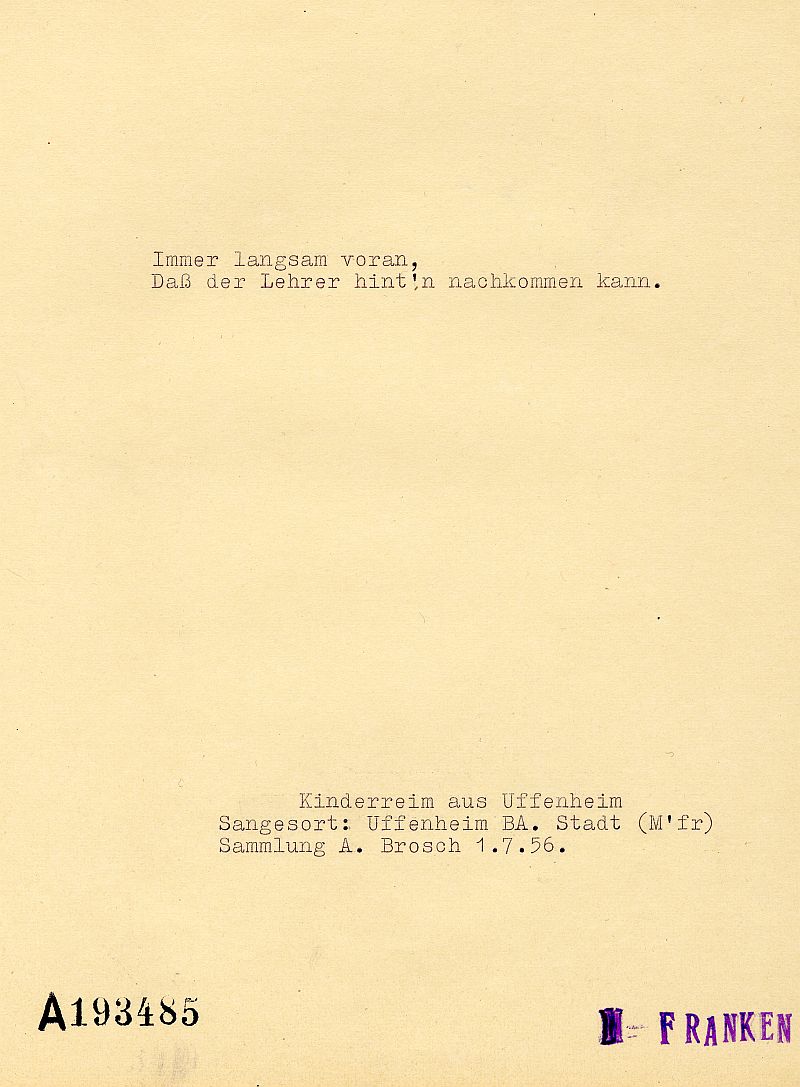 Immer langsam voran,
Daß der Lehrer hint'n nachkommen kann.
Kinderreim aus Uffenheim
Sangesort: Uffenheim BA. Stadt (M'fr)
Sammlung A. Brosch 1.7.56.
A193485
FRANKEN